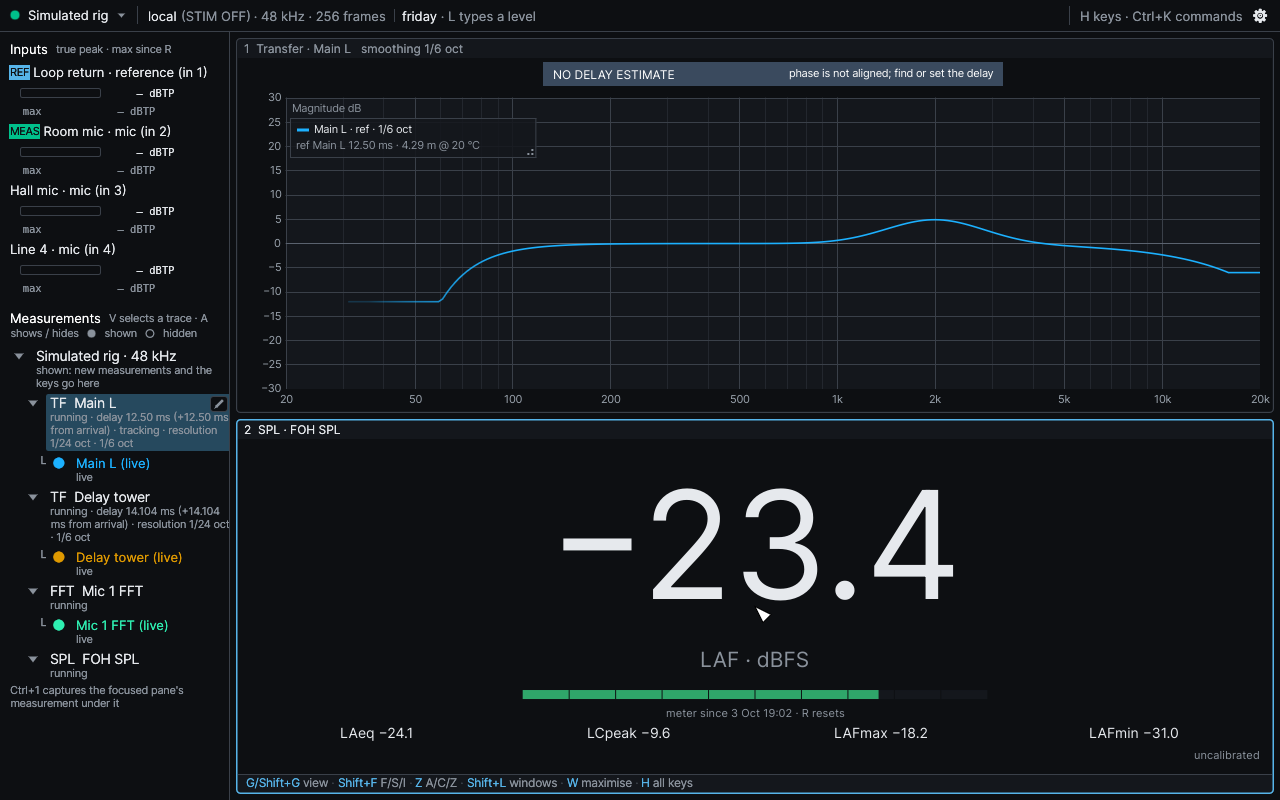 Simulated rig
local (STIM OFF) · 48 kHz · 256 frames
friday · L types a level
H keys · Ctrl+K commands
Inputs true peak · max since R
REF Loop return · reference (in 1)
– dBTP
max – dBTP
MEAS Room mic · mic (in 2)
– dBTP
max – dBTP
Hall mic · mic (in 3)
– dBTP
max – dBTP
Line 4 · mic (in 4)
– dBTP
max – dBTP
Measurements V selects a trace · A
shows / hides shown hidden
Simulated rig · 48 kHz
shown: new measurements and the
keys go here
TF Main L
running · delay 12.50 ms (+12.50 ms
from arrival) · tracking · resolution
1/24 oct · 1/6 oct
Main L (live)
live
TF Delay tower
running · delay 14.104 ms (+14.104
ms from arrival) · resolution 1/24 oct
· 1/6 oct
Delay tower (live)
live
FFT Mic 1 FFT
running
Mic 1 FFT (live)
live
SPL FOH SPL
running
Ctrl+1 captures the focused pane's
measurement under it
1 Transfer · Main L smoothing 1/6 oct
NO DELAY ESTIMATE phase is not aligned; find or set the delay
Magnitude dB
Main L · ref · 1/6 oct
ref Main L 12.50 ms · 4.29 m @ 20 °C
30
25
20
15
10
5
0
−5
−10
−15
−20
−25
−30
20 50 100 200 500 1k 2k 5k 10k 20k
2 SPL · FOH SPL
−23.4
LAF · dBFS
meter since 3 Oct 19:02 · R resets
LAeq −24.1 LCpeak −9.6 LAFmax −18.2 LAFmin −31.0
uncalibrated
G/Shift+G view · Shift+F F/S/I · Z A/C/Z · Shift+L windows · W maximise · H all keys